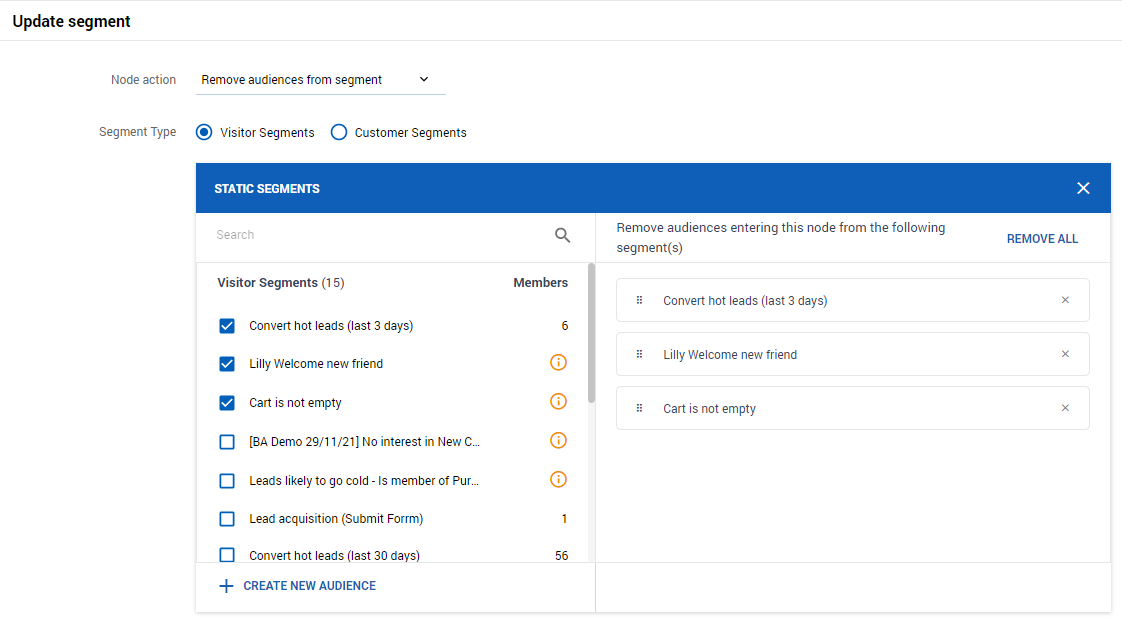 Update segment
Node action
Remove audiences from segment
Segment Type
Visitor Segments
Customer Segments
STATIC SEGMENTS
Search
Visitor Segments (15)
Members
Convert hot leads (last 3 days)
6
Lilly Welcome new friend
Cart is not empty
[BA Demo 29/11/21] No interest in New C...
Leads likely to go cold - Is member of Pur...
Lead acquisition (Submit Forrm)
1
Convert hot leads (last 30 days)
56
CREATE NEW AUDIENCE
Remove audiences entering this node from the following
segment(s)
REMOVE ALL
Convert hot leads (last 3 days)
Lilly Welcome new friend
Cart is not empty